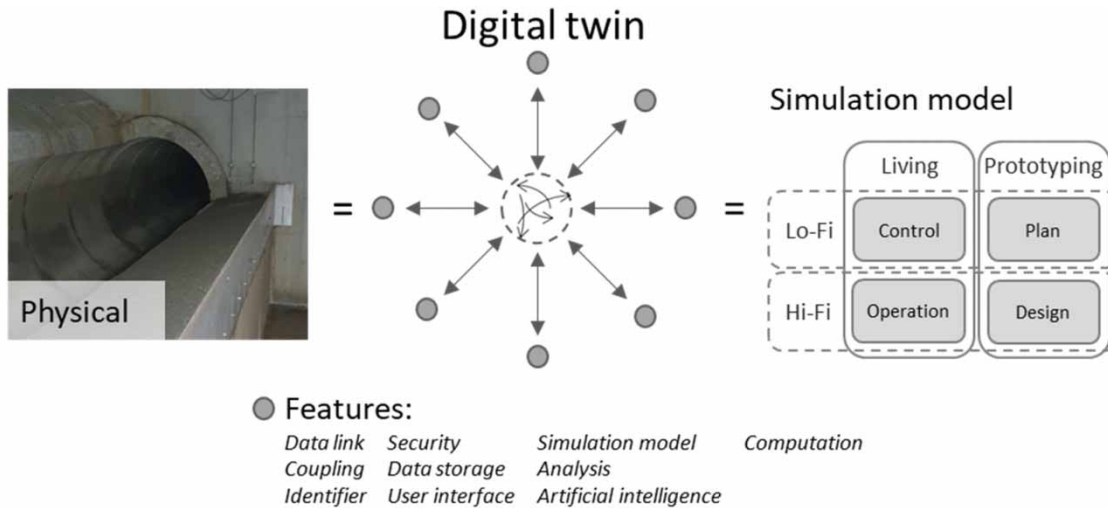 Digital twin
Physical
=
=
Simulation model
Living Prototyping
Lo-Fi Control Plan
Hi-Fi Operation Design
Features:
Data link Security Simulation model Computation
Coupling Data storage Analysis
Identifier User interface Artificial intelligence